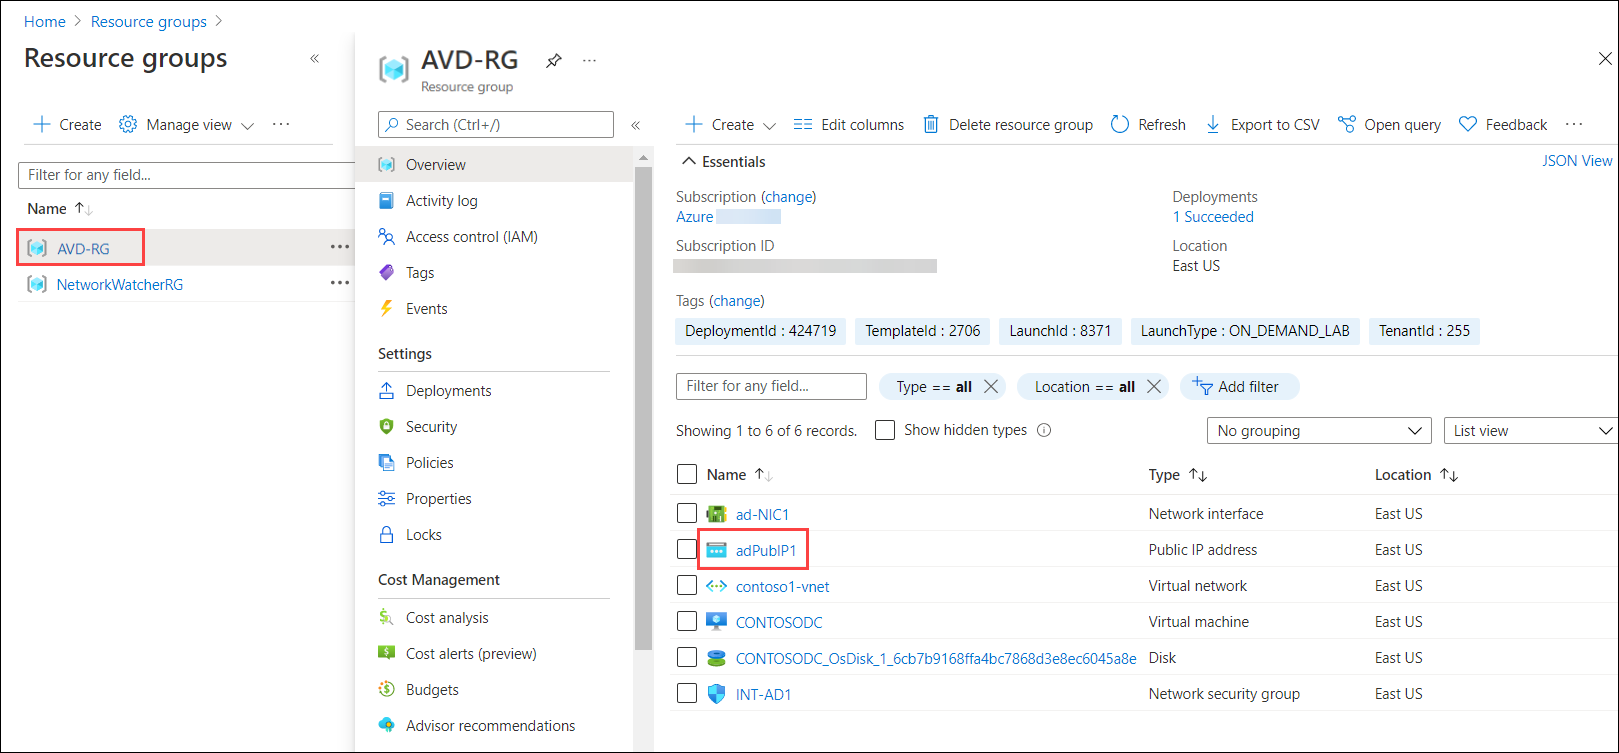 Home > Resource groups >
Resource groups «
Create Manage view ...
Filter for any field...
Name ↑↓
AVD-RG ...
NetworkWatcherRG ...
AVD-RG ...
Resource group
Search (Ctrl+/) «
Overview
Activity log
Access control (IAM)
Tags
Events
Settings
Deployments
Security
Policies
Properties
Locks
Cost Management
Cost analysis
Cost alerts (preview)
Budgets
Advisor recommendations
Create Edit columns Delete resource group Refresh Export to CSV Open query Feedback ...
Essentials JSON View
Subscription (change) Deployments
Azure 1 Succeeded
Subscription ID Location
East US
Tags (change)
DeploymentId : 424719 TemplateId : 2706 LaunchId : 8371 LaunchType : ON_DEMAND_LAB TenantId : 255
Filter for any field... Type == all Location == all Add filter
Showing 1 to 6 of 6 records. Show hidden types No grouping List view
Name ↑↓ Type ↑↓ Location ↑↓
ad-NIC1 Network interface East US
adPubIP1 Public IP address East US
contoso1-vnet Virtual network East US
CONTOSODC Virtual machine East US
CONTOSODC_OsDisk_1_6cb7b9168ffa4bc7868d3e8ec6045a8e Disk East US
INT-AD1 Network security group East US